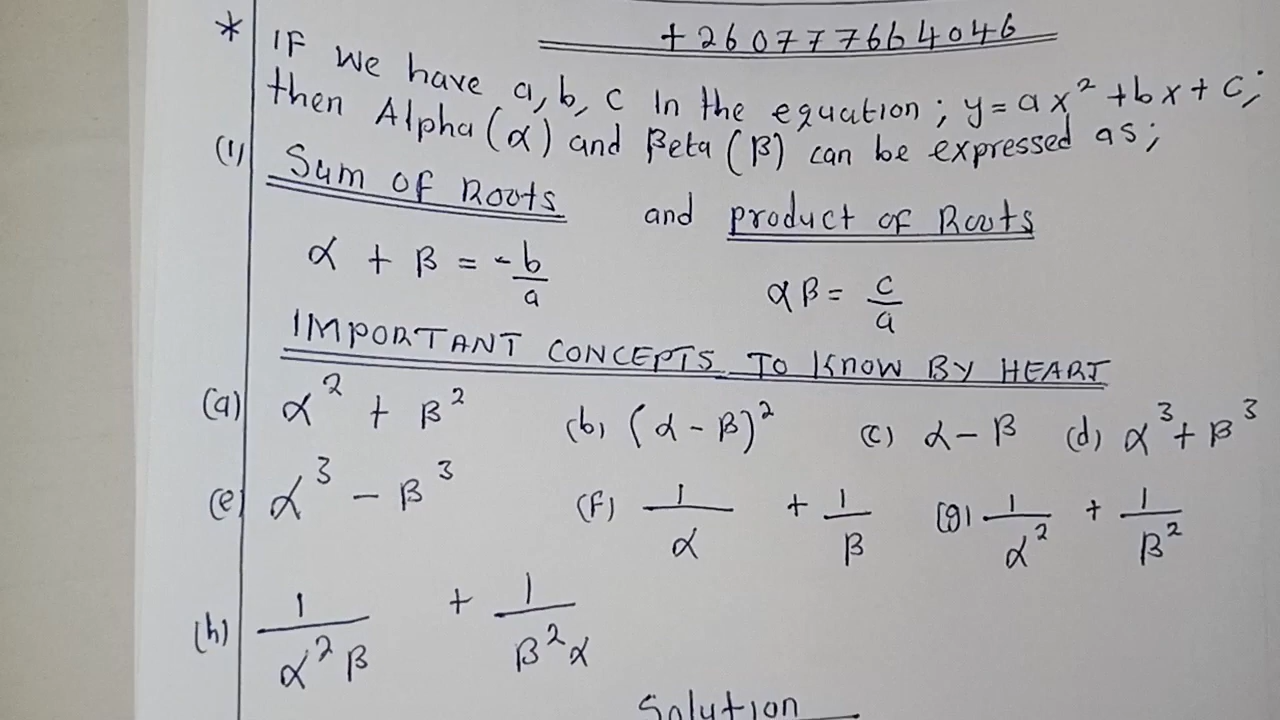 +260777664046
* IF we have a, b, c In the equation; y = ax² + bx + c;
then Alpha (α) and Beta (β) can be expressed as;
(1) Sum of Roots and product of Roots
α + β = -b/a αβ = c/a
IMPORTANT CONCEPTS TO KNOW BY HEART
(a) α² + β² (b) (α - β)² (c) α - β (d) α³ + β³
(e) α³ - β³ (F) 1/α + 1/β (g) 1/α² + 1/β²
(h) 1/α²β + 1/β²α
Solution